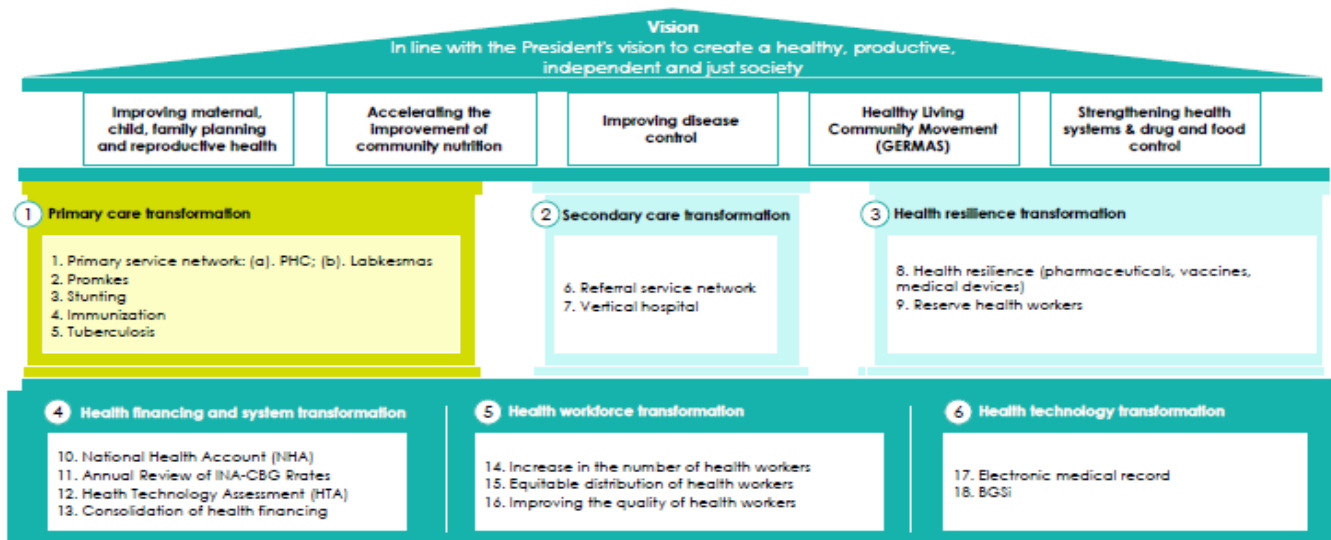 Vision
In line with the President's vision to create a healthy, productive,
independent and just society
Improving maternal,
child, family planning
and reproductive health
Accelerating the
improvement of
community nutrition
Improving disease
control
Healthy Living
Community Movement
(GERMAS)
Strengthening health
systems & drug and food
control
1 Primary care transformation
1. Primary service network: (a). PHC; (b). Labkesmas
2. Promkes
3. Stunting
4. Immunization
5. Tuberculosis
2 Secondary care transformation
6. Referral service network
7. Vertical hospital
3 Health resilience transformation
8. Health resilience (pharmaceuticals, vaccines,
medical devices)
9. Reserve health workers
4 Health financing and system transformation
10. National Health Account (NHA)
11. Annual Review of INA-CBG Rrates
12. Heath Technology Assessment (HTA)
13. Consolidation of health financing
5 Health workforce transformation
14. Increase in the number of health workers
15. Equitable distribution of health workers
16. Improving the quality of health workers
6 Health technology transformation
17. Electronic medical record
18. BGSi